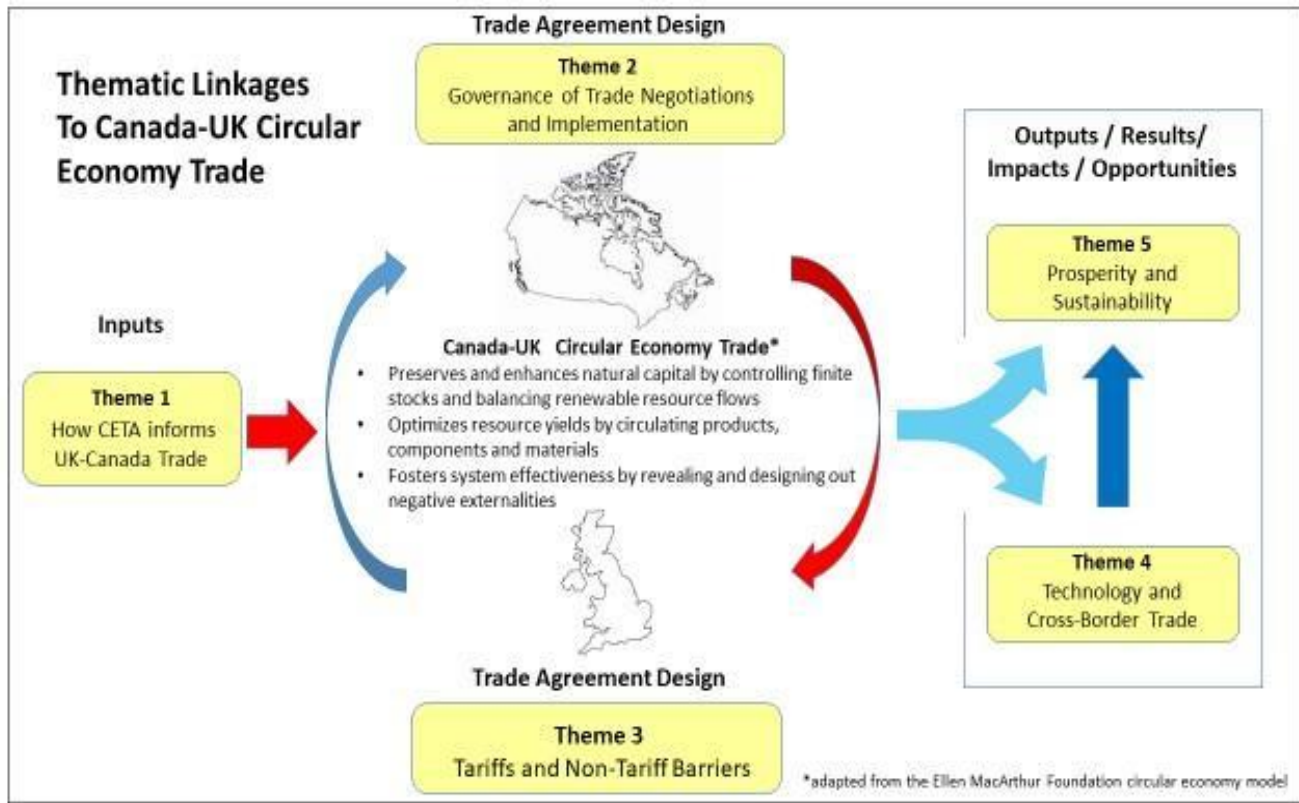 Thematic Linkages
To Canada-UK Circular
Economy Trade
Trade Agreement Design
Theme 2
Governance of Trade Negotiations
and Implementation
Inputs
Theme 1
How CETA informs
UK-Canada Trade
Canada-UK Circular Economy Trade*
• Preserves and enhances natural capital by controlling finite
stocks and balancing renewable resource flows
• Optimizes resource yields by circulating products,
components and materials
• Fosters system effectiveness by revealing and designing out
negative externalities
Trade Agreement Design
Theme 3
Tariffs and Non-Tariff Barriers
Outputs / Results/
Impacts / Opportunities
Theme 5
Prosperity and
Sustainability
Theme 4
Technology and
Cross-Border Trade
*adapted from the Ellen MacArthur Foundation circular economy model